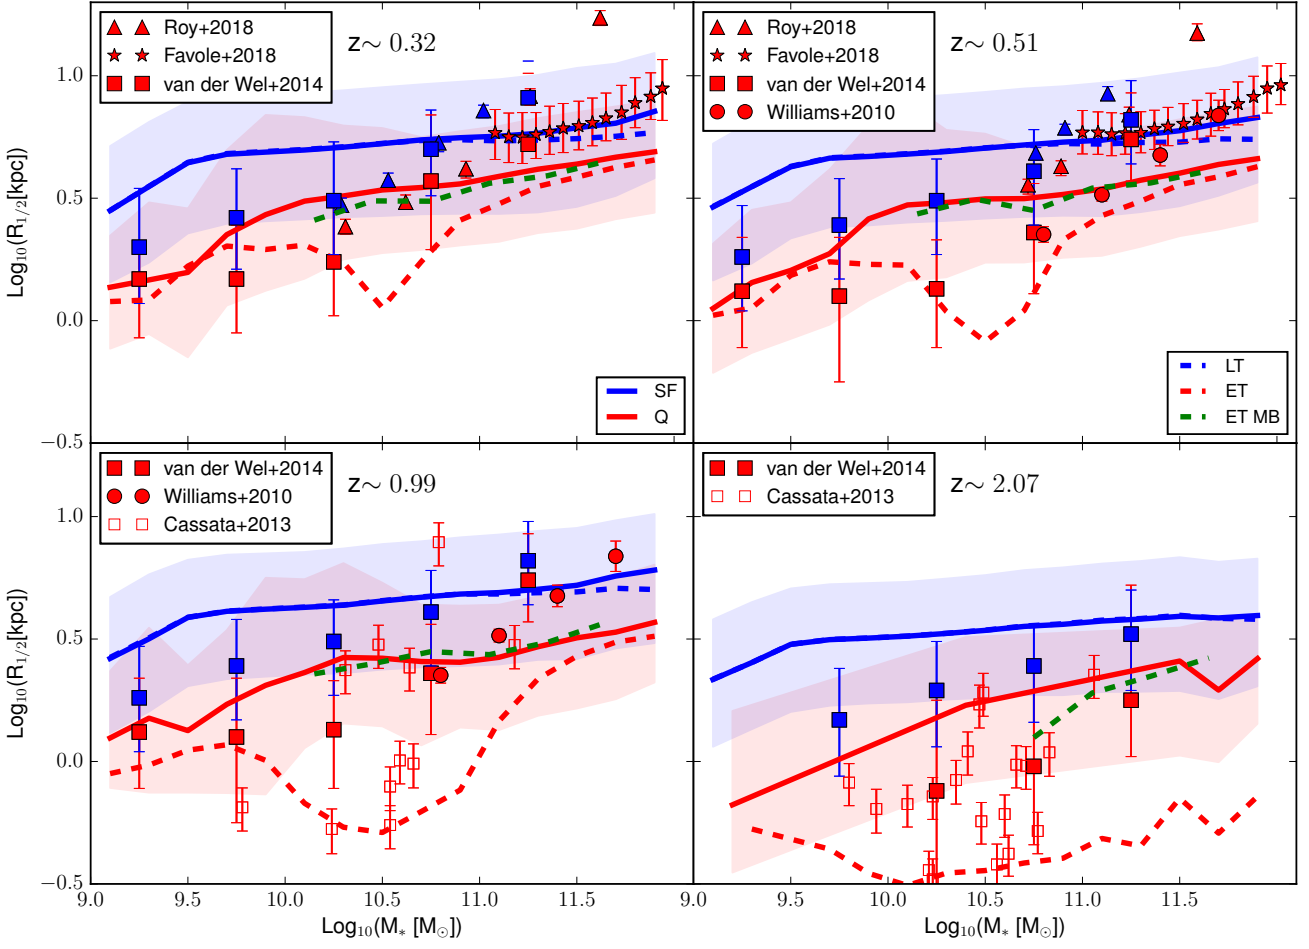 Roy+2018
Favole+2018
van der Wel+2014
z∼ 0.32
Roy+2018
Favole+2018
van der Wel+2014
Williams+2010
z∼ 0.51
1.0
0.5
0.0
−0.5
Log₁₀(R₁/₂[kpc])
SF
Q
LT
ET
ET MB
van der Wel+2014
Williams+2010
Cassata+2013
z∼ 0.99
van der Wel+2014
Cassata+2013
z∼ 2.07
1.0
0.5
0.0
−0.5
Log₁₀(R₁/₂[kpc])
9.0 9.5 10.0 10.5 11.0 11.5
9.5 10.0 10.5 11.0 11.5
Log₁₀(M∗ [M⊙])
Log₁₀(M∗ [M⊙])